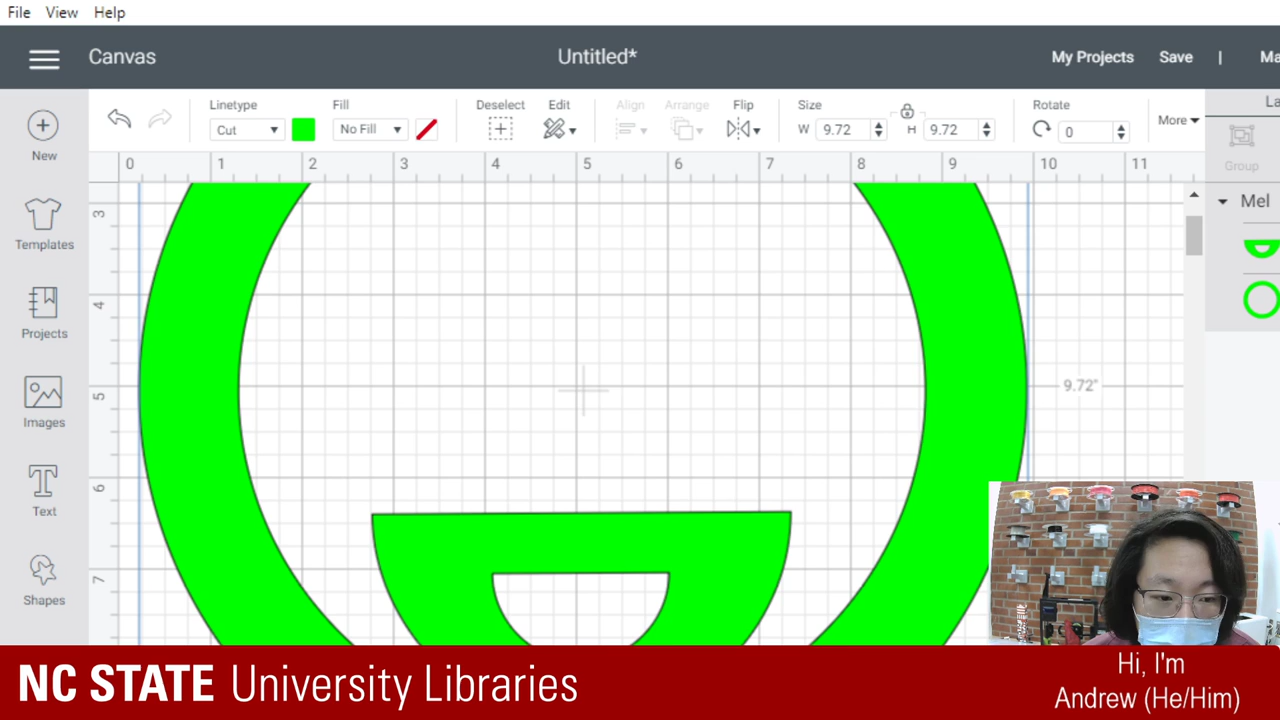 File View Help
Canvas Untitled* My Projects Save | Ma
Linetype Fill Deselect Edit Align Arrange Flip Size Rotate La
Cut No Fill W 9.72 H 9.72 0 More
New Group
0 1 2 3 4 5 6 7 8 9 10 11
Mel
3
Templates
4
Projects
5 9.72"
Images
6
Text
7
Shapes
NC STATE University Libraries
Hi, I'm
Andrew (He/Him)